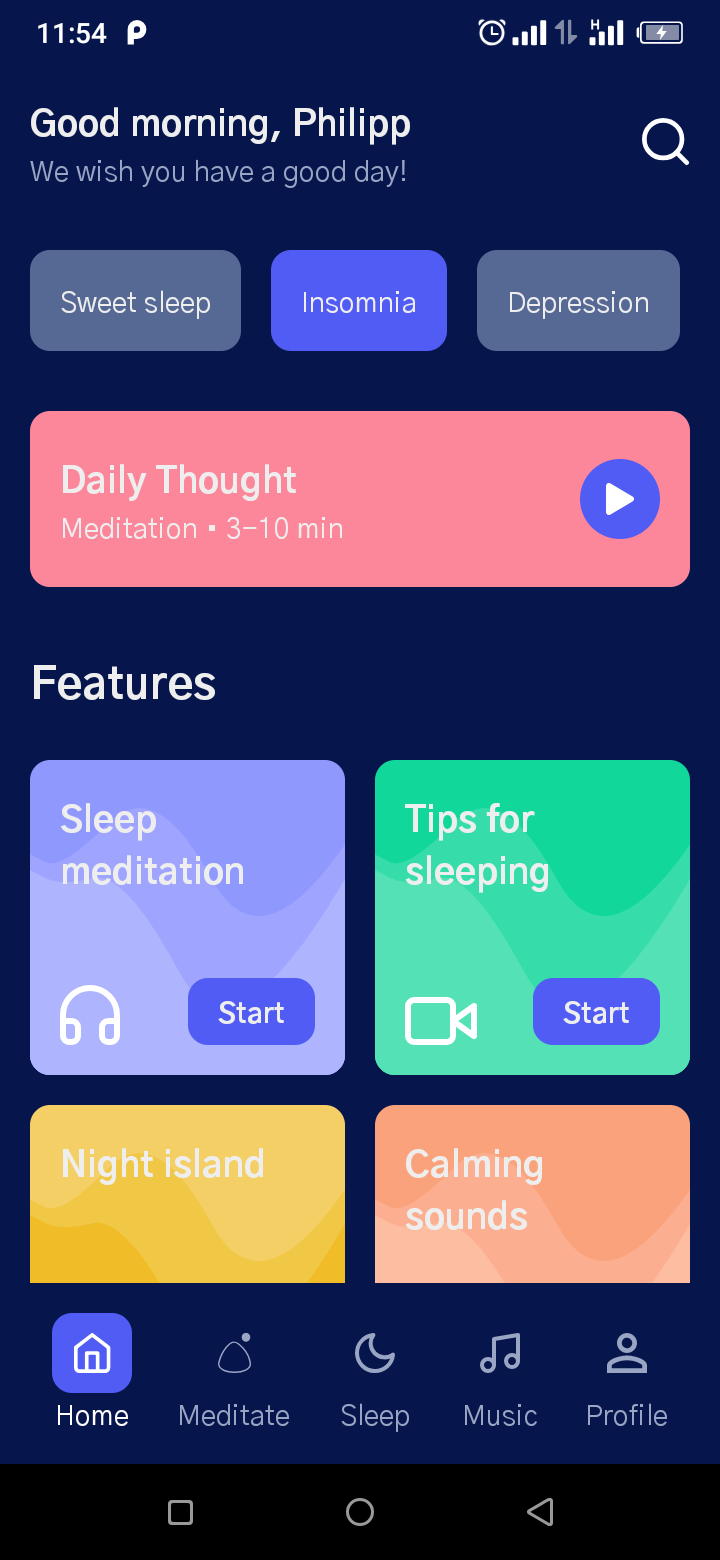 11:54
H
Good morning, Philipp
We wish you have a good day!
Sweet sleep
Insomnia
Depression
Daily Thought
Meditation • 3-10 min
Features
Sleep
meditation
Start
Tips for
sleeping
Start
Night island
Calming
sounds
Home
Meditate
Sleep
Music
Profile